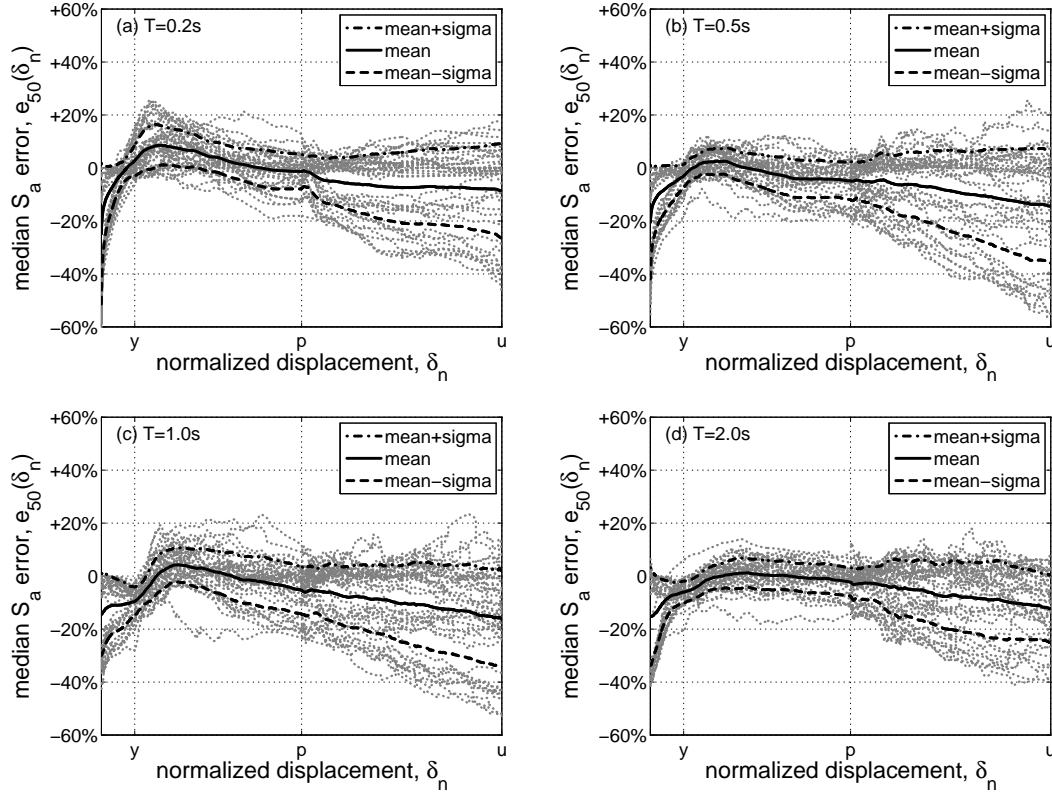 (a) T=0.2s
mean+sigma
mean
mean−sigma
+60%
+40%
+20%
0
−20%
−40%
−60%
median S_a error, e_50(δ_n)
y
p
u
normalized displacement, δ_n
(b) T=0.5s
mean+sigma
mean
mean−sigma
+60%
+40%
+20%
0
−20%
−40%
−60%
median S_a error, e_50(δ_n)
y
p
u
normalized displacement, δ_n
(c) T=1.0s
mean+sigma
mean
mean−sigma
+60%
+40%
+20%
0
−20%
−40%
−60%
median S_a error, e_50(δ_n)
y
p
u
normalized displacement, δ_n
(d) T=2.0s
mean+sigma
mean
mean−sigma
+60%
+40%
+20%
0
−20%
−40%
−60%
median S_a error, e_50(δ_n)
y
p
u
normalized displacement, δ_n